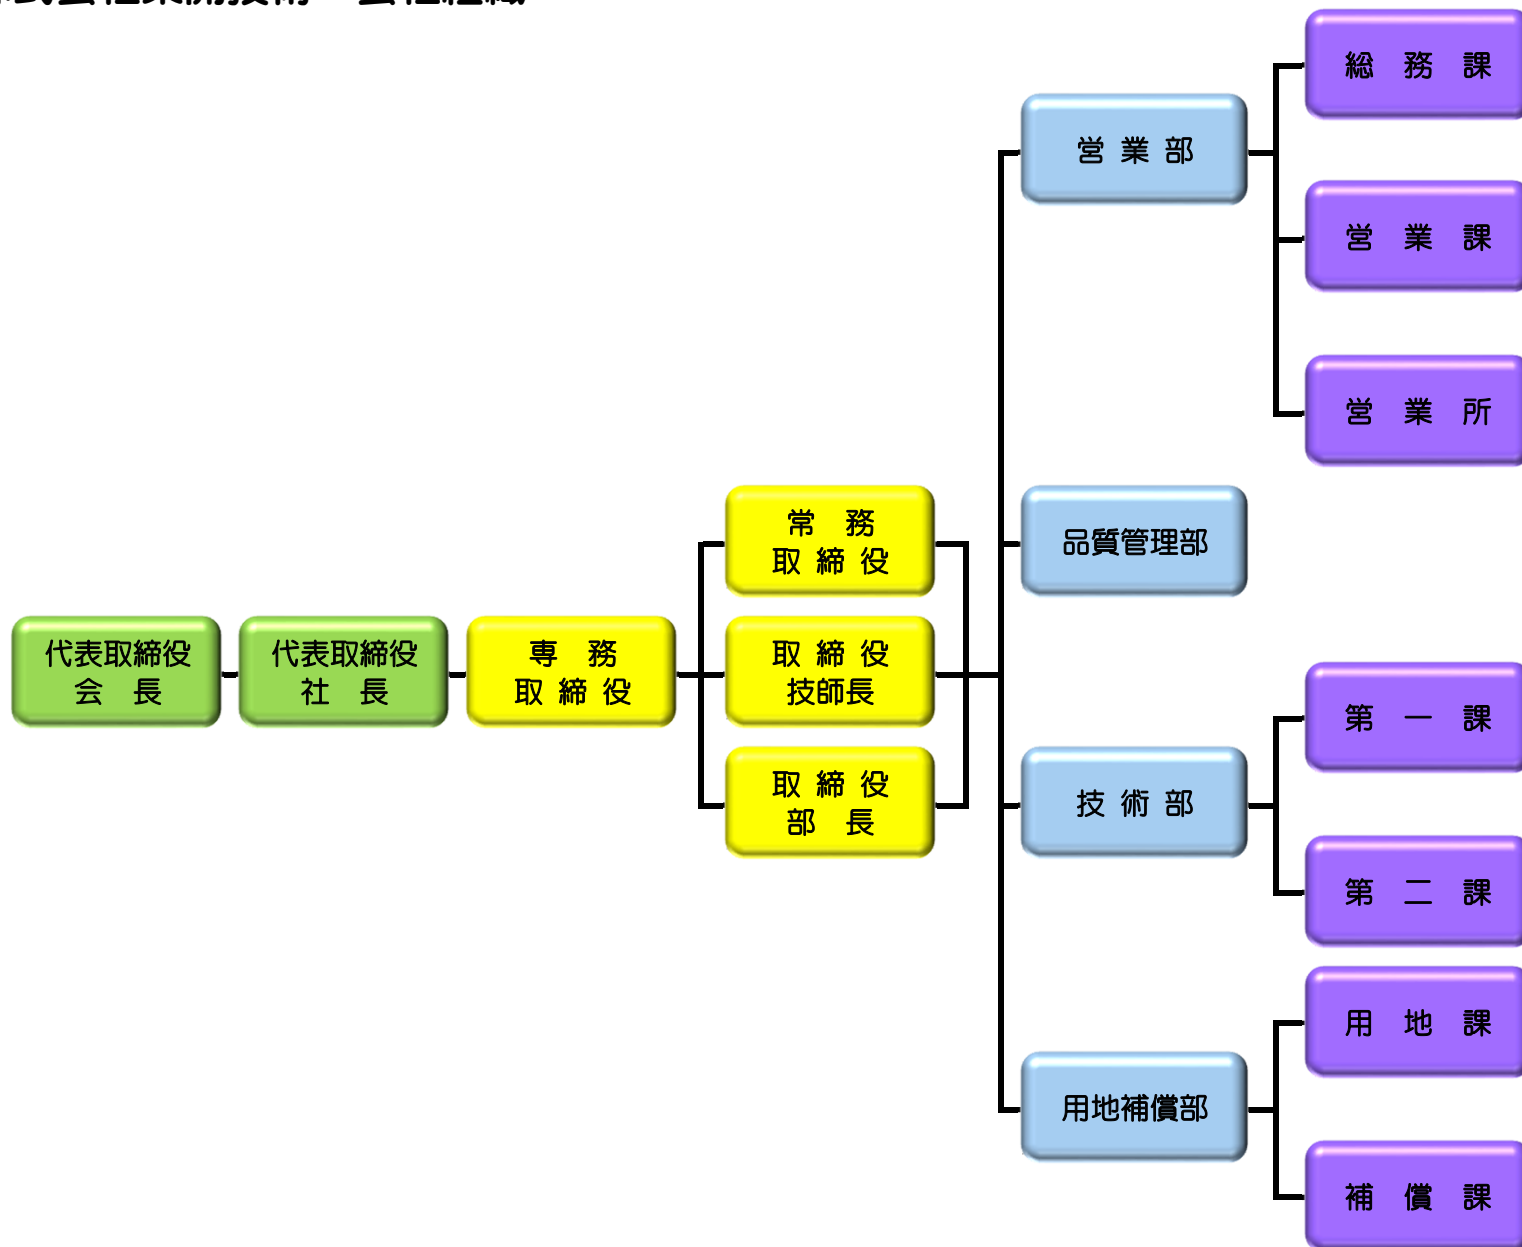 総 務 課
営 業 部
営 業 課
営 業 所
常 務
取 締 役
品質管理部
代表取締役
会 長
代表取締役
社 長
専 務
取 締 役
取 締 役
技師長
取 締 役
部 長
第 一 課
技 術 部
第 二 課
用 地 課
用地補償部
補 償 課